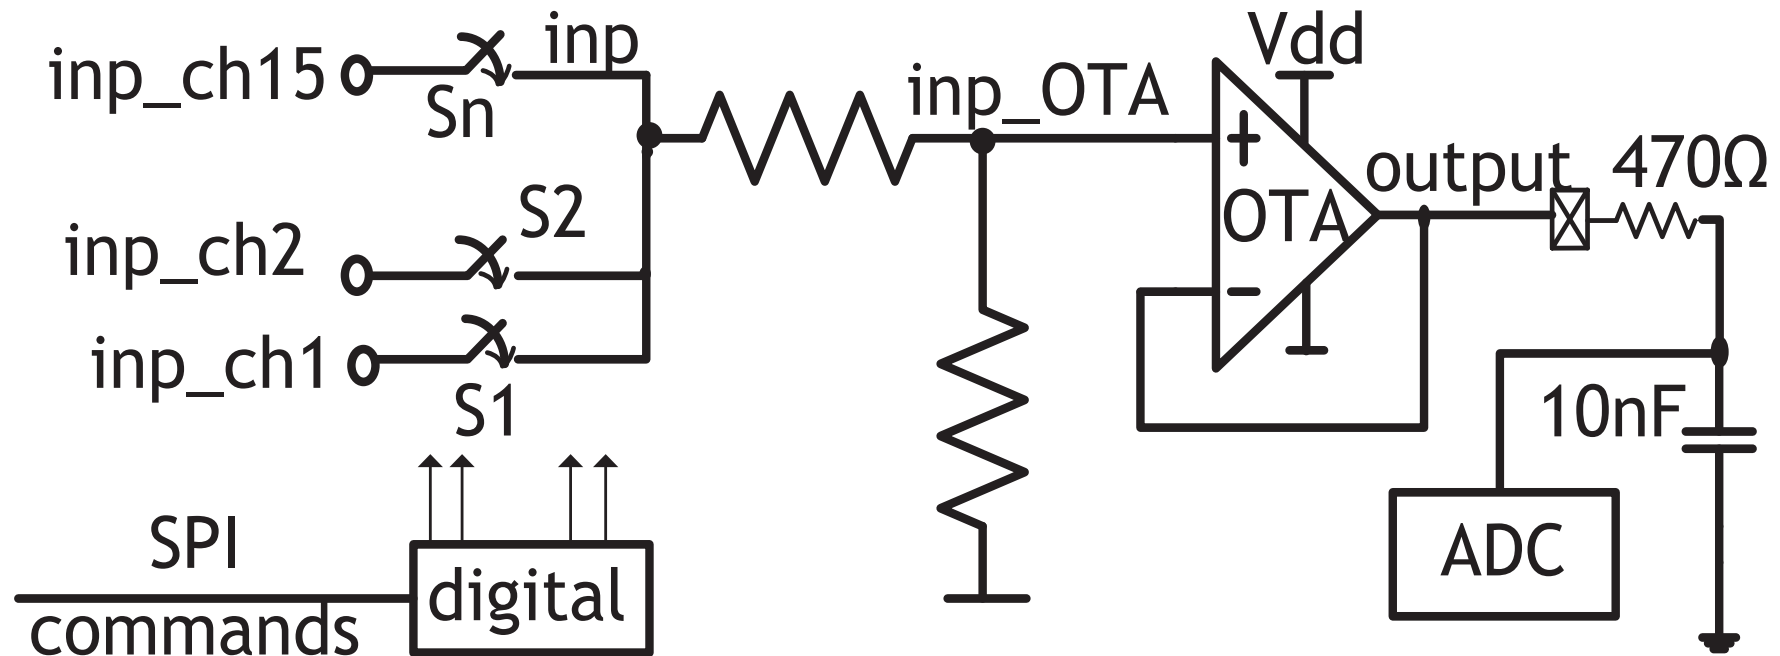 inp_ch15
Sn
inp
inp_ch2
S2
inp_ch1
S1
SPI
commands
digital
inp_OTA
Vdd
+
OTA
-
output
470Ω
10nF
ADC